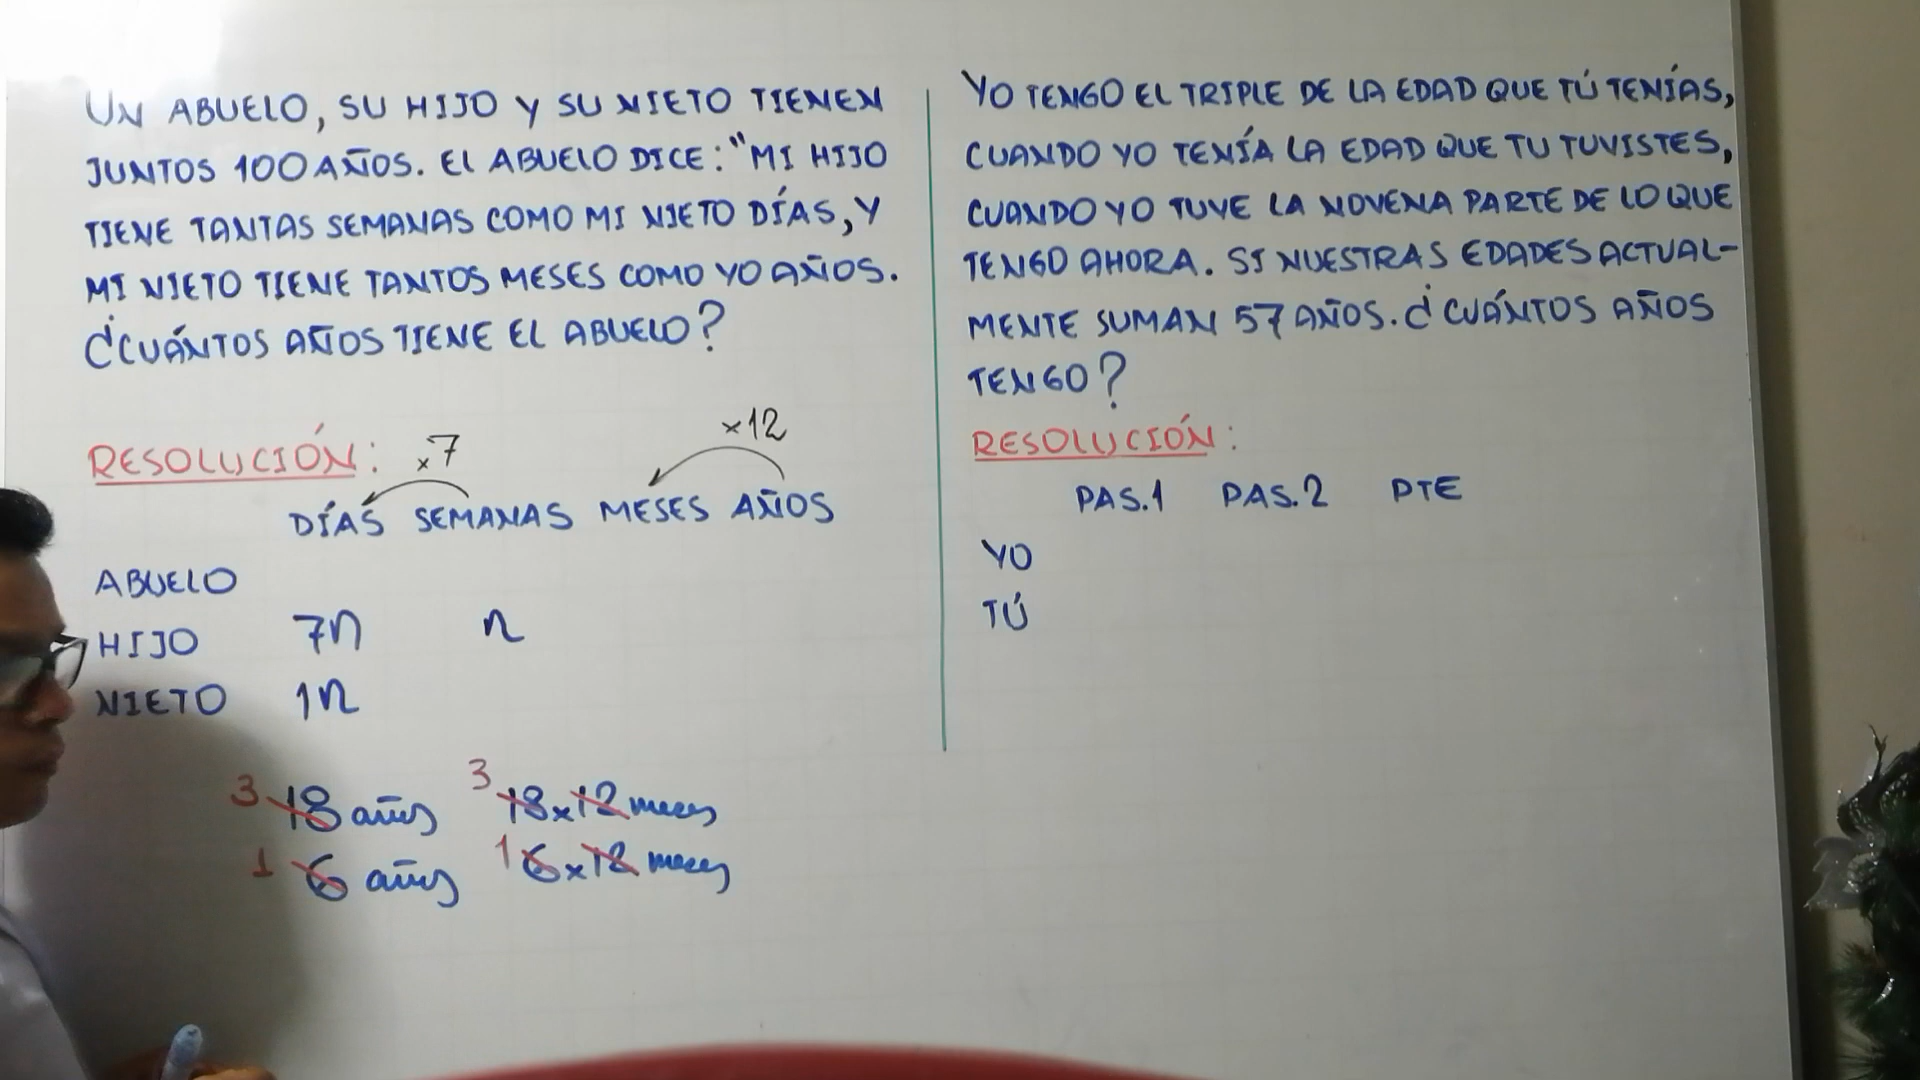 UN ABUELO, SU HIJO Y SU NIETO TIENEN
JUNTOS 100 AÑOS. EL ABUELO DICE: "MI HIJO
TIENE TANTAS SEMANAS COMO MI NIETO DÍAS, Y
MI NIETO TIENE TANTOS MESES COMO YO AÑOS.
¿CUÁNTOS AÑOS TIENE EL ABUELO?
RESOLUCIÓN:
×7
×12
DÍAS SEMANAS MESES AÑOS
ABUELO
HIJO 7n n
NIETO 1n
3 18 años 3 18×12 meses
1 6 años 1 6×12 meses
YO TENGO EL TRIPLE DE LA EDAD QUE TÚ TENÍAS,
CUANDO YO TENÍA LA EDAD QUE TU TUVISTES,
CUANDO YO TUVE LA NOVENA PARTE DE LO QUE
TENGO AHORA. SI NUESTRAS EDADES ACTUAL-
MENTE SUMAN 57 AÑOS. ¿CUÁNTOS AÑOS
TENGO?
RESOLUCIÓN:
PAS.1 PAS.2 PTE
YO
TÚ